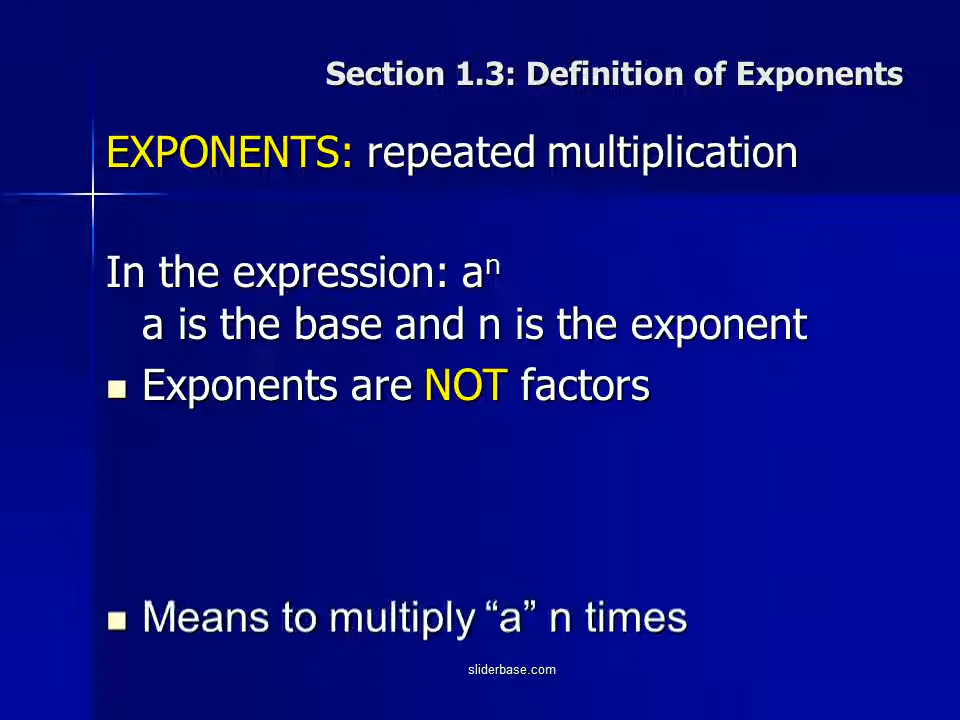 Section 1.3: Definition of Exponents
EXPONENTS: repeated multiplication
In the expression: aⁿ
a is the base and n is the exponent
Exponents are NOT factors
Means to multiply “a” n times
sliderbase.com